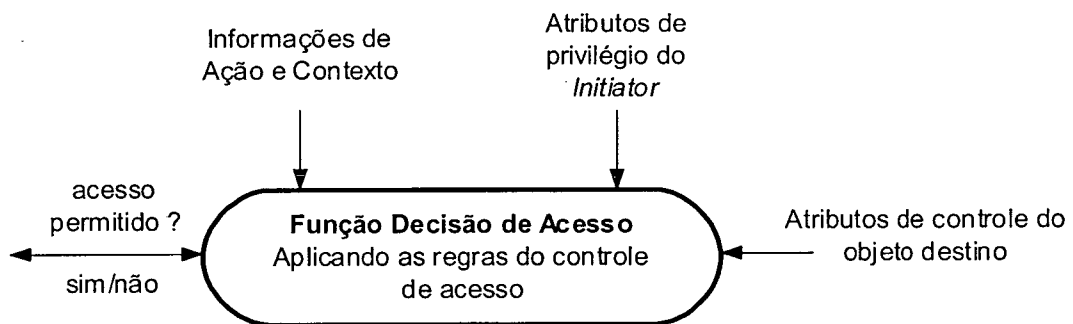 Informações de
Ação e Contexto
Atributos de
privilégio do
Initiator
acesso
permitido ?
sim/não
Função Decisão de Acesso
Aplicando as regras do controle
de acesso
Atributos de controle do
objeto destino